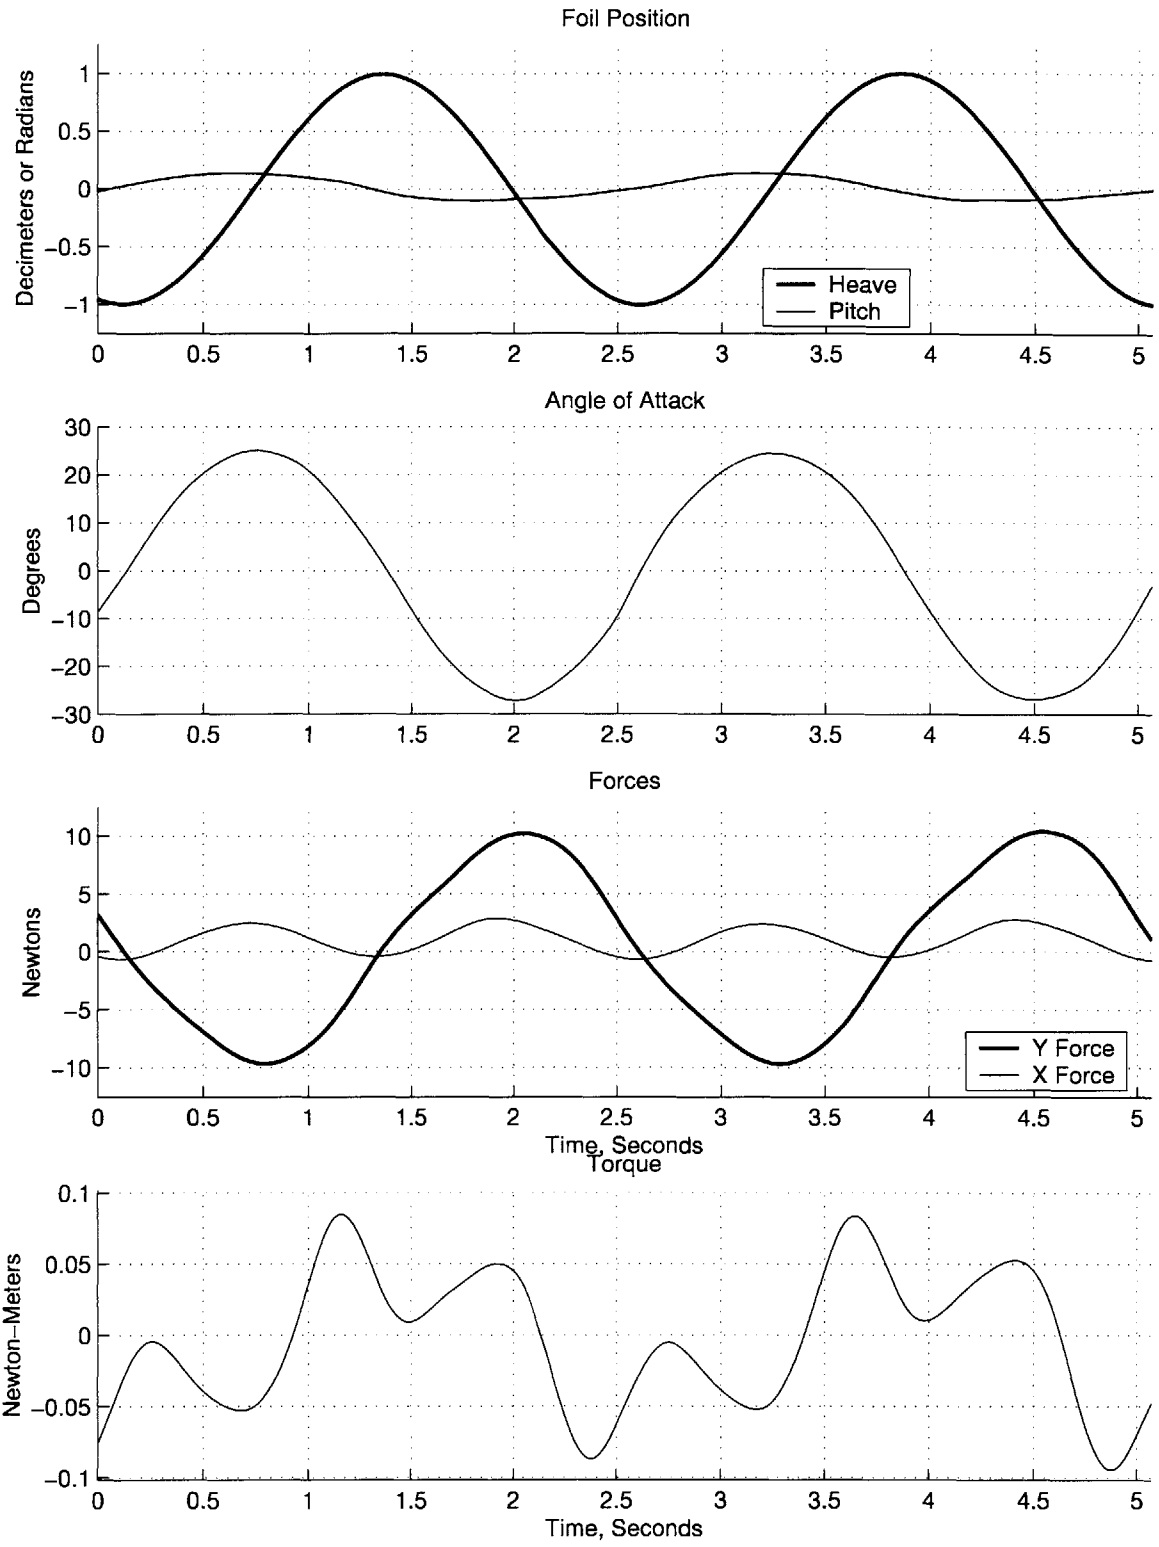 Foil Position
Decimeters or Radians
1
0.5
0
−0.5
−1
Heave
Pitch
0 0.5 1 1.5 2 2.5 3 3.5 4 4.5 5
Angle of Attack
Degrees
30
20
10
0
−10
−20
−30
0 0.5 1 1.5 2 2.5 3 3.5 4 4.5 5
Forces
Newtons
10
5
0
−5
−10
Y Force
X Force
0 0.5 1 1.5 2 2.5 3 3.5 4 4.5 5
Time, Seconds
Torque
Newton−Meters
0.1
0.05
0
−0.05
−0.1
0 0.5 1 1.5 2 2.5 3 3.5 4 4.5 5
Time, Seconds